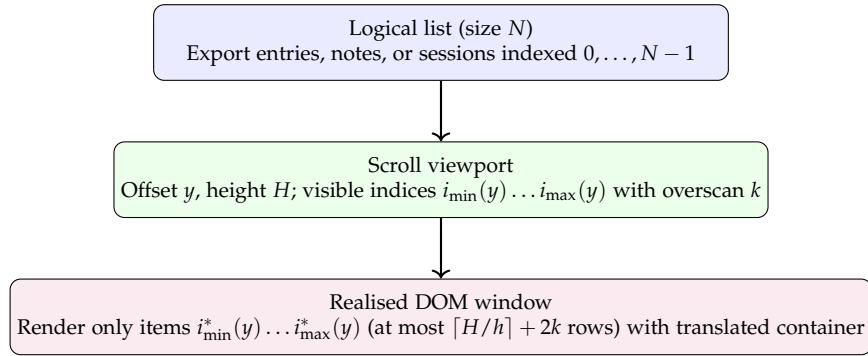 Logical list (size N)
Export entries, notes, or sessions indexed 0, . . . , N − 1
Scroll viewport
Offset y, height H; visible indices i_min(y) . . . i_max(y) with overscan k
Realised DOM window
Render only items i*_min(y) . . . i*_max(y) (at most ⌈H/h⌉ + 2k rows) with translated container